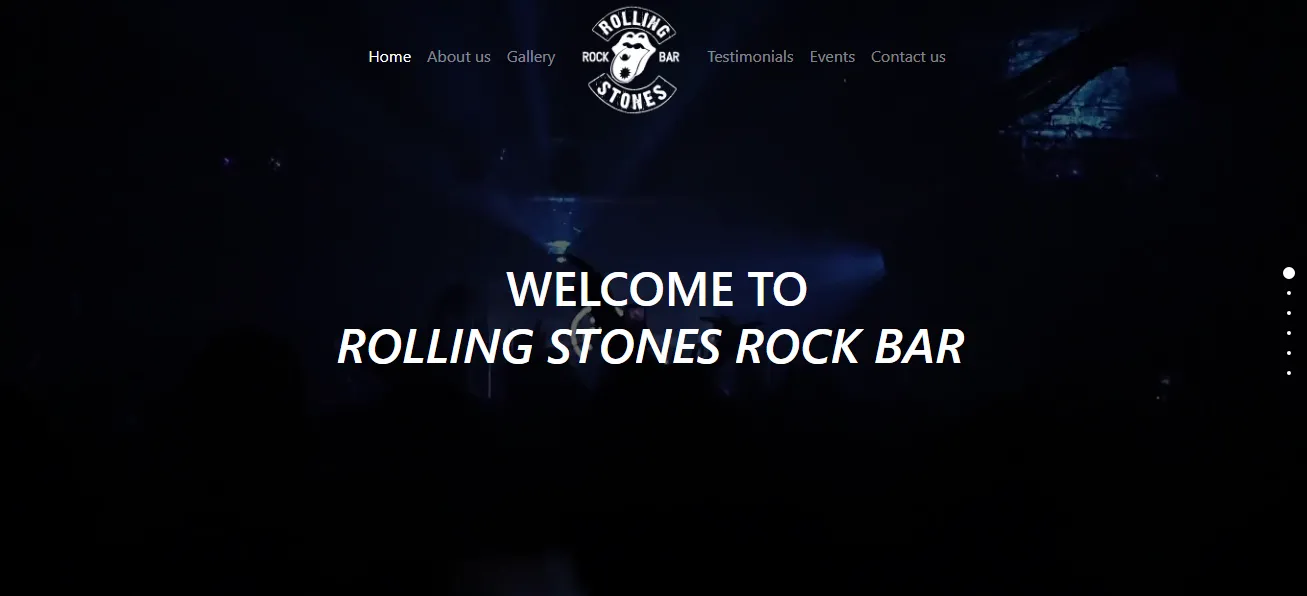 Home About us Gallery
ROLLING
ROCK BAR
STONES
Testimonials Events Contact us
WELCOME TO
ROLLING STONES ROCK BAR